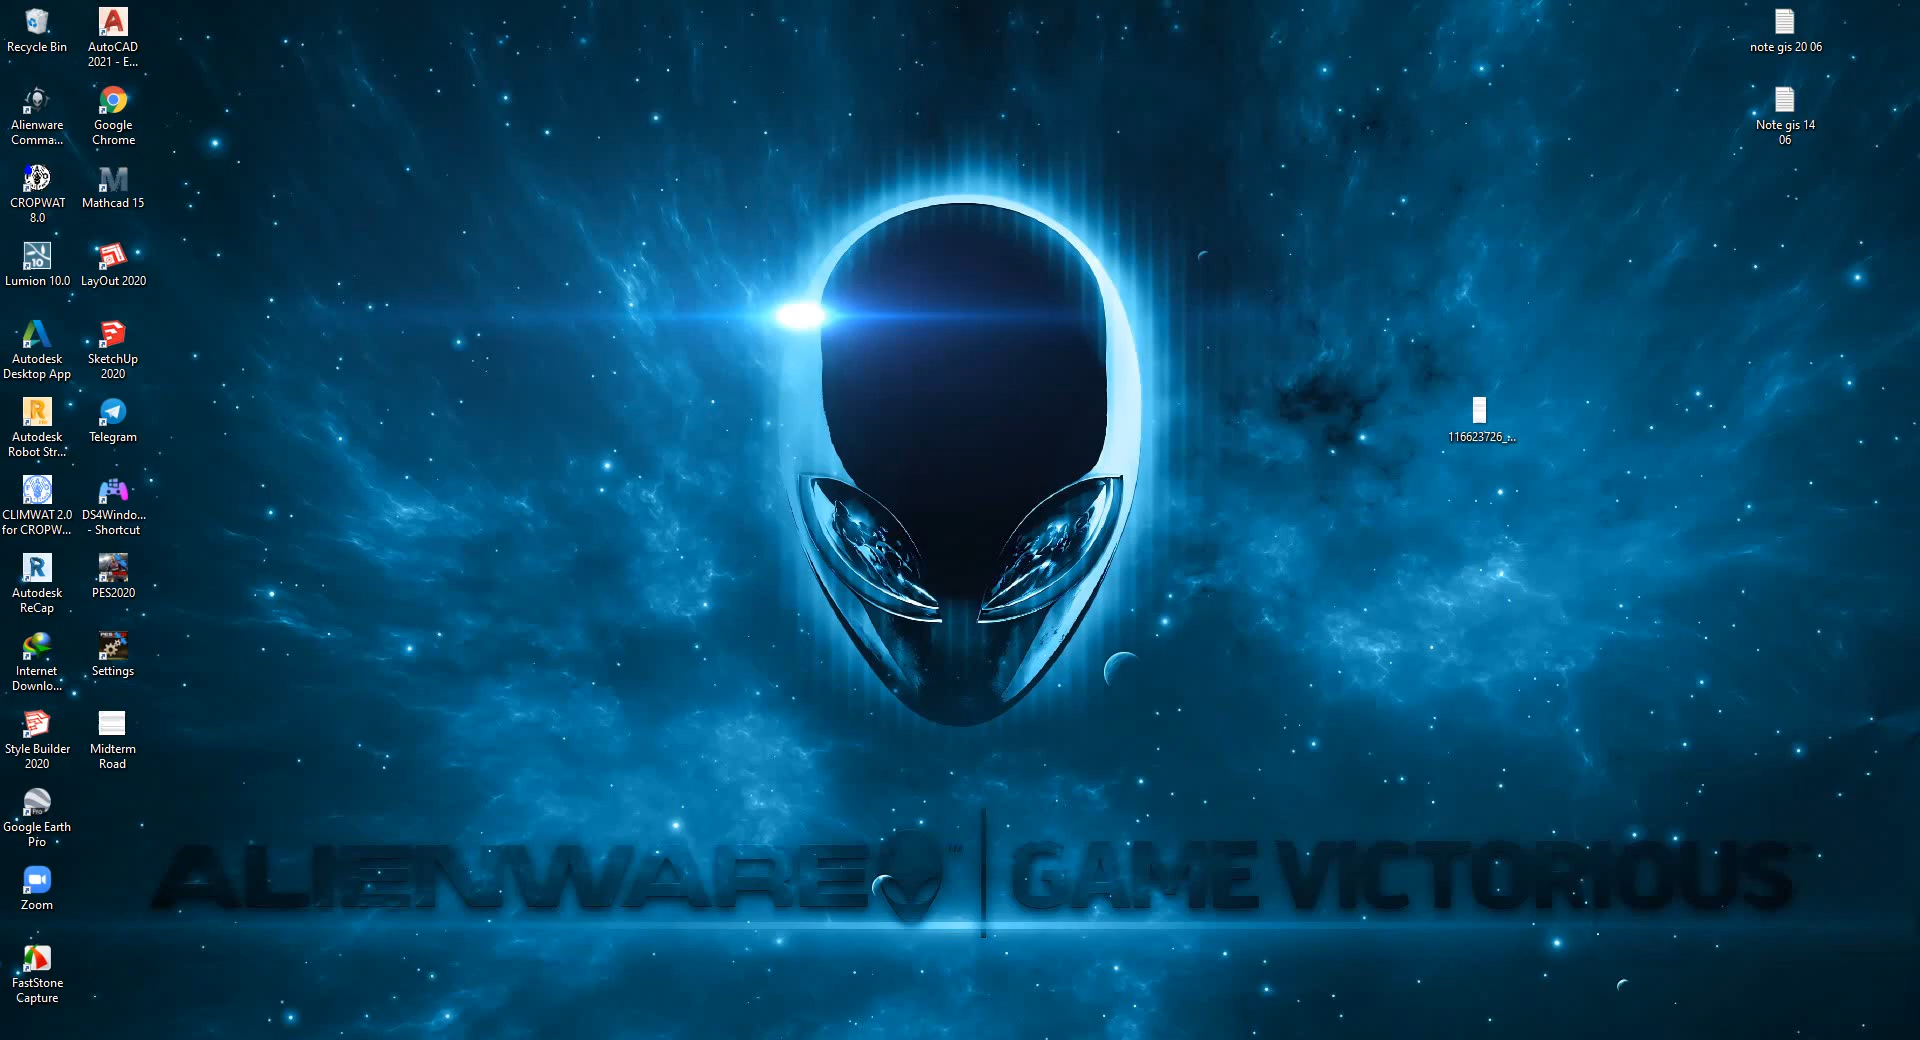 Recycle Bin
Alienware
Comma...
CROPWAT
8.0
Lumion 10.0
Autodesk
Desktop App
Autodesk
Robot Str...
CLIMWAT 2.0
for CROPW...
Autodesk
ReCap
Internet
Downlo...
Style Builder
2020
Google Earth
Pro
Zoom
FastStone
Capture
AutoCAD
2021 - E...
Google
Chrome
Mathcad 15
LayOut 2020
SketchUp
2020
Telegram
DS4Windo...
- Shortcut
PES2020
Settings
Midterm
Road
note gis 20 06
Note gis 14
06
116623726_...
ALIENWARE | GAME VICTORIOUS